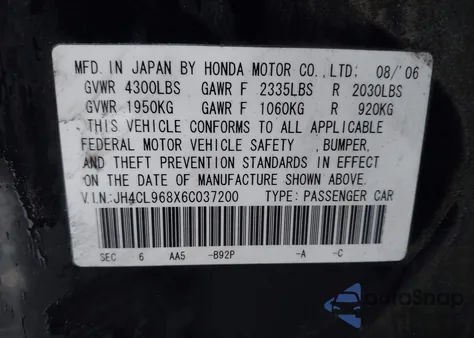 MFD. IN JAPAN BY HONDA MOTOR CO.,LTD: 08/'06
GVWR 4300LBS GAWR F 2335LBS R 2030LBS
GVWR 1950KG GAWR F 1060KG R 920KG
THIS VEHICLE CONFORMS TO ALL APPLICABLE
FEDERAL MOTOR VEHICLE SAFETY ,BUMPER,
AND THEFT PREVENTION STANDARDS IN EFFECT
ON THE DATE OF MANUFACTURE SHOWN ABOVE.
V.I.N.:JH4CL968X6C037200 TYPE: PASSENGER CAR
SEC 6 AA5 -B92P -A -C
AutoSnap